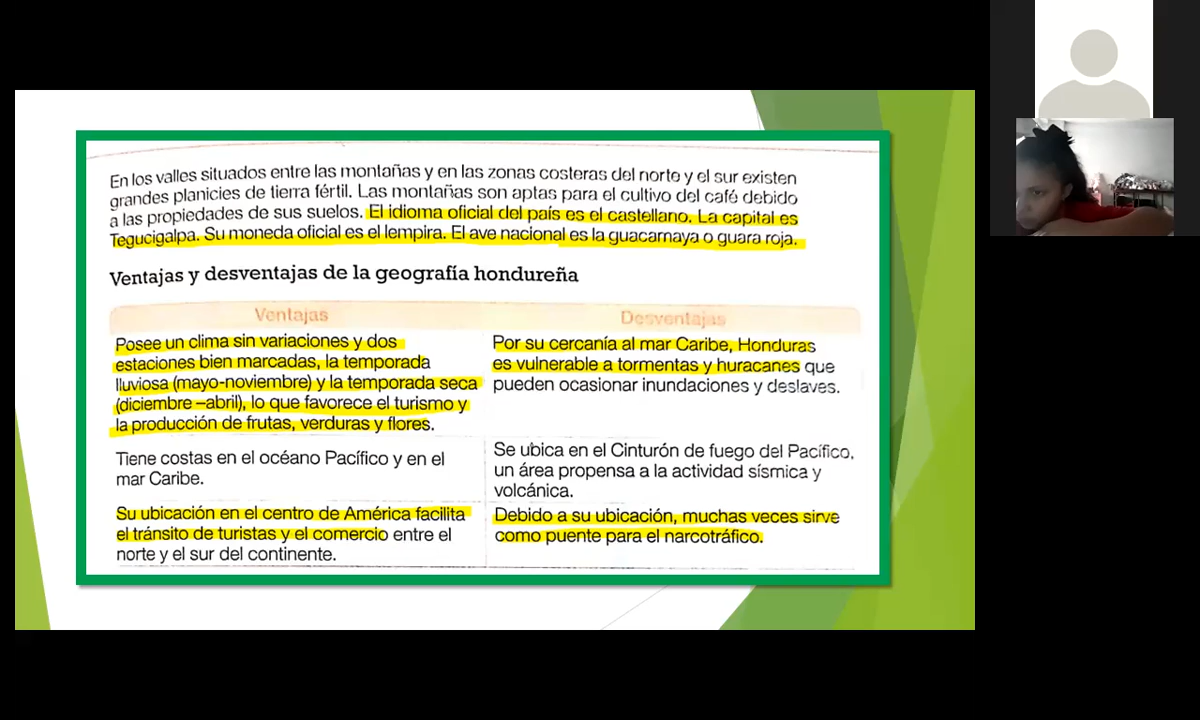 En los valles situados entre las montañas y en las zonas costeras del norte y el sur existen
grandes planicies de tierra fértil. Las montañas son aptas para el cultivo del café debido
a las propiedades de sus suelos. El idioma oficial del país es el castellano. La capital es
Tegucigalpa. Su moneda oficial es el lempira. El ave nacional es la guacamaya o guara roja.
Ventajas y desventajas de la geografía hondureña
Ventajas
Posee un clima sin variaciones y dos
estaciones bien marcadas, la temporada
lluviosa (mayo-noviembre) y la temporada seca
(diciembre –abril), lo que favorece el turismo y
la producción de frutas, verduras y flores.
Desventajas
Por su cercanía al mar Caribe, Honduras
es vulnerable a tormentas y huracanes que
pueden ocasionar inundaciones y deslaves.
Tiene costas en el océano Pacífico y en el
mar Caribe.
Se ubica en el Cinturón de fuego del Pacífico,
un área propensa a la actividad sísmica y
volcánica.
Su ubicación en el centro de América facilita
el tránsito de turistas y el comercio entre el
norte y el sur del continente.
Debido a su ubicación, muchas veces sirve
como puente para el narcotráfico.